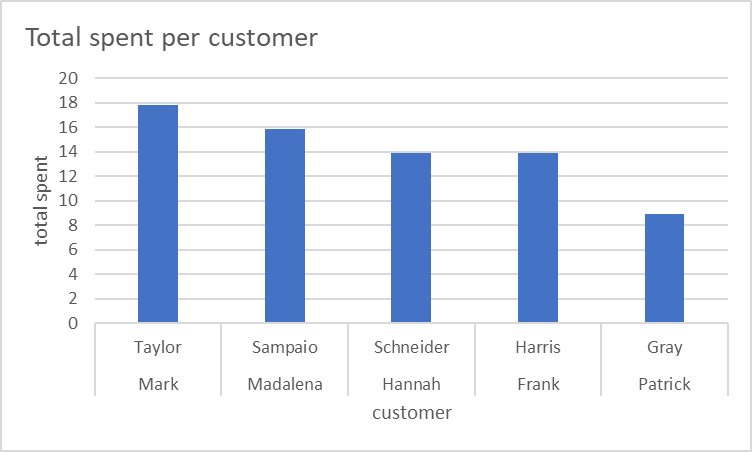 Total spent per customer
20
18
16
14
12
10
8
6
4
2
0
total spent
Taylor Sampaio Schneider Harris Gray
Mark Madalena Hannah Frank Patrick
customer